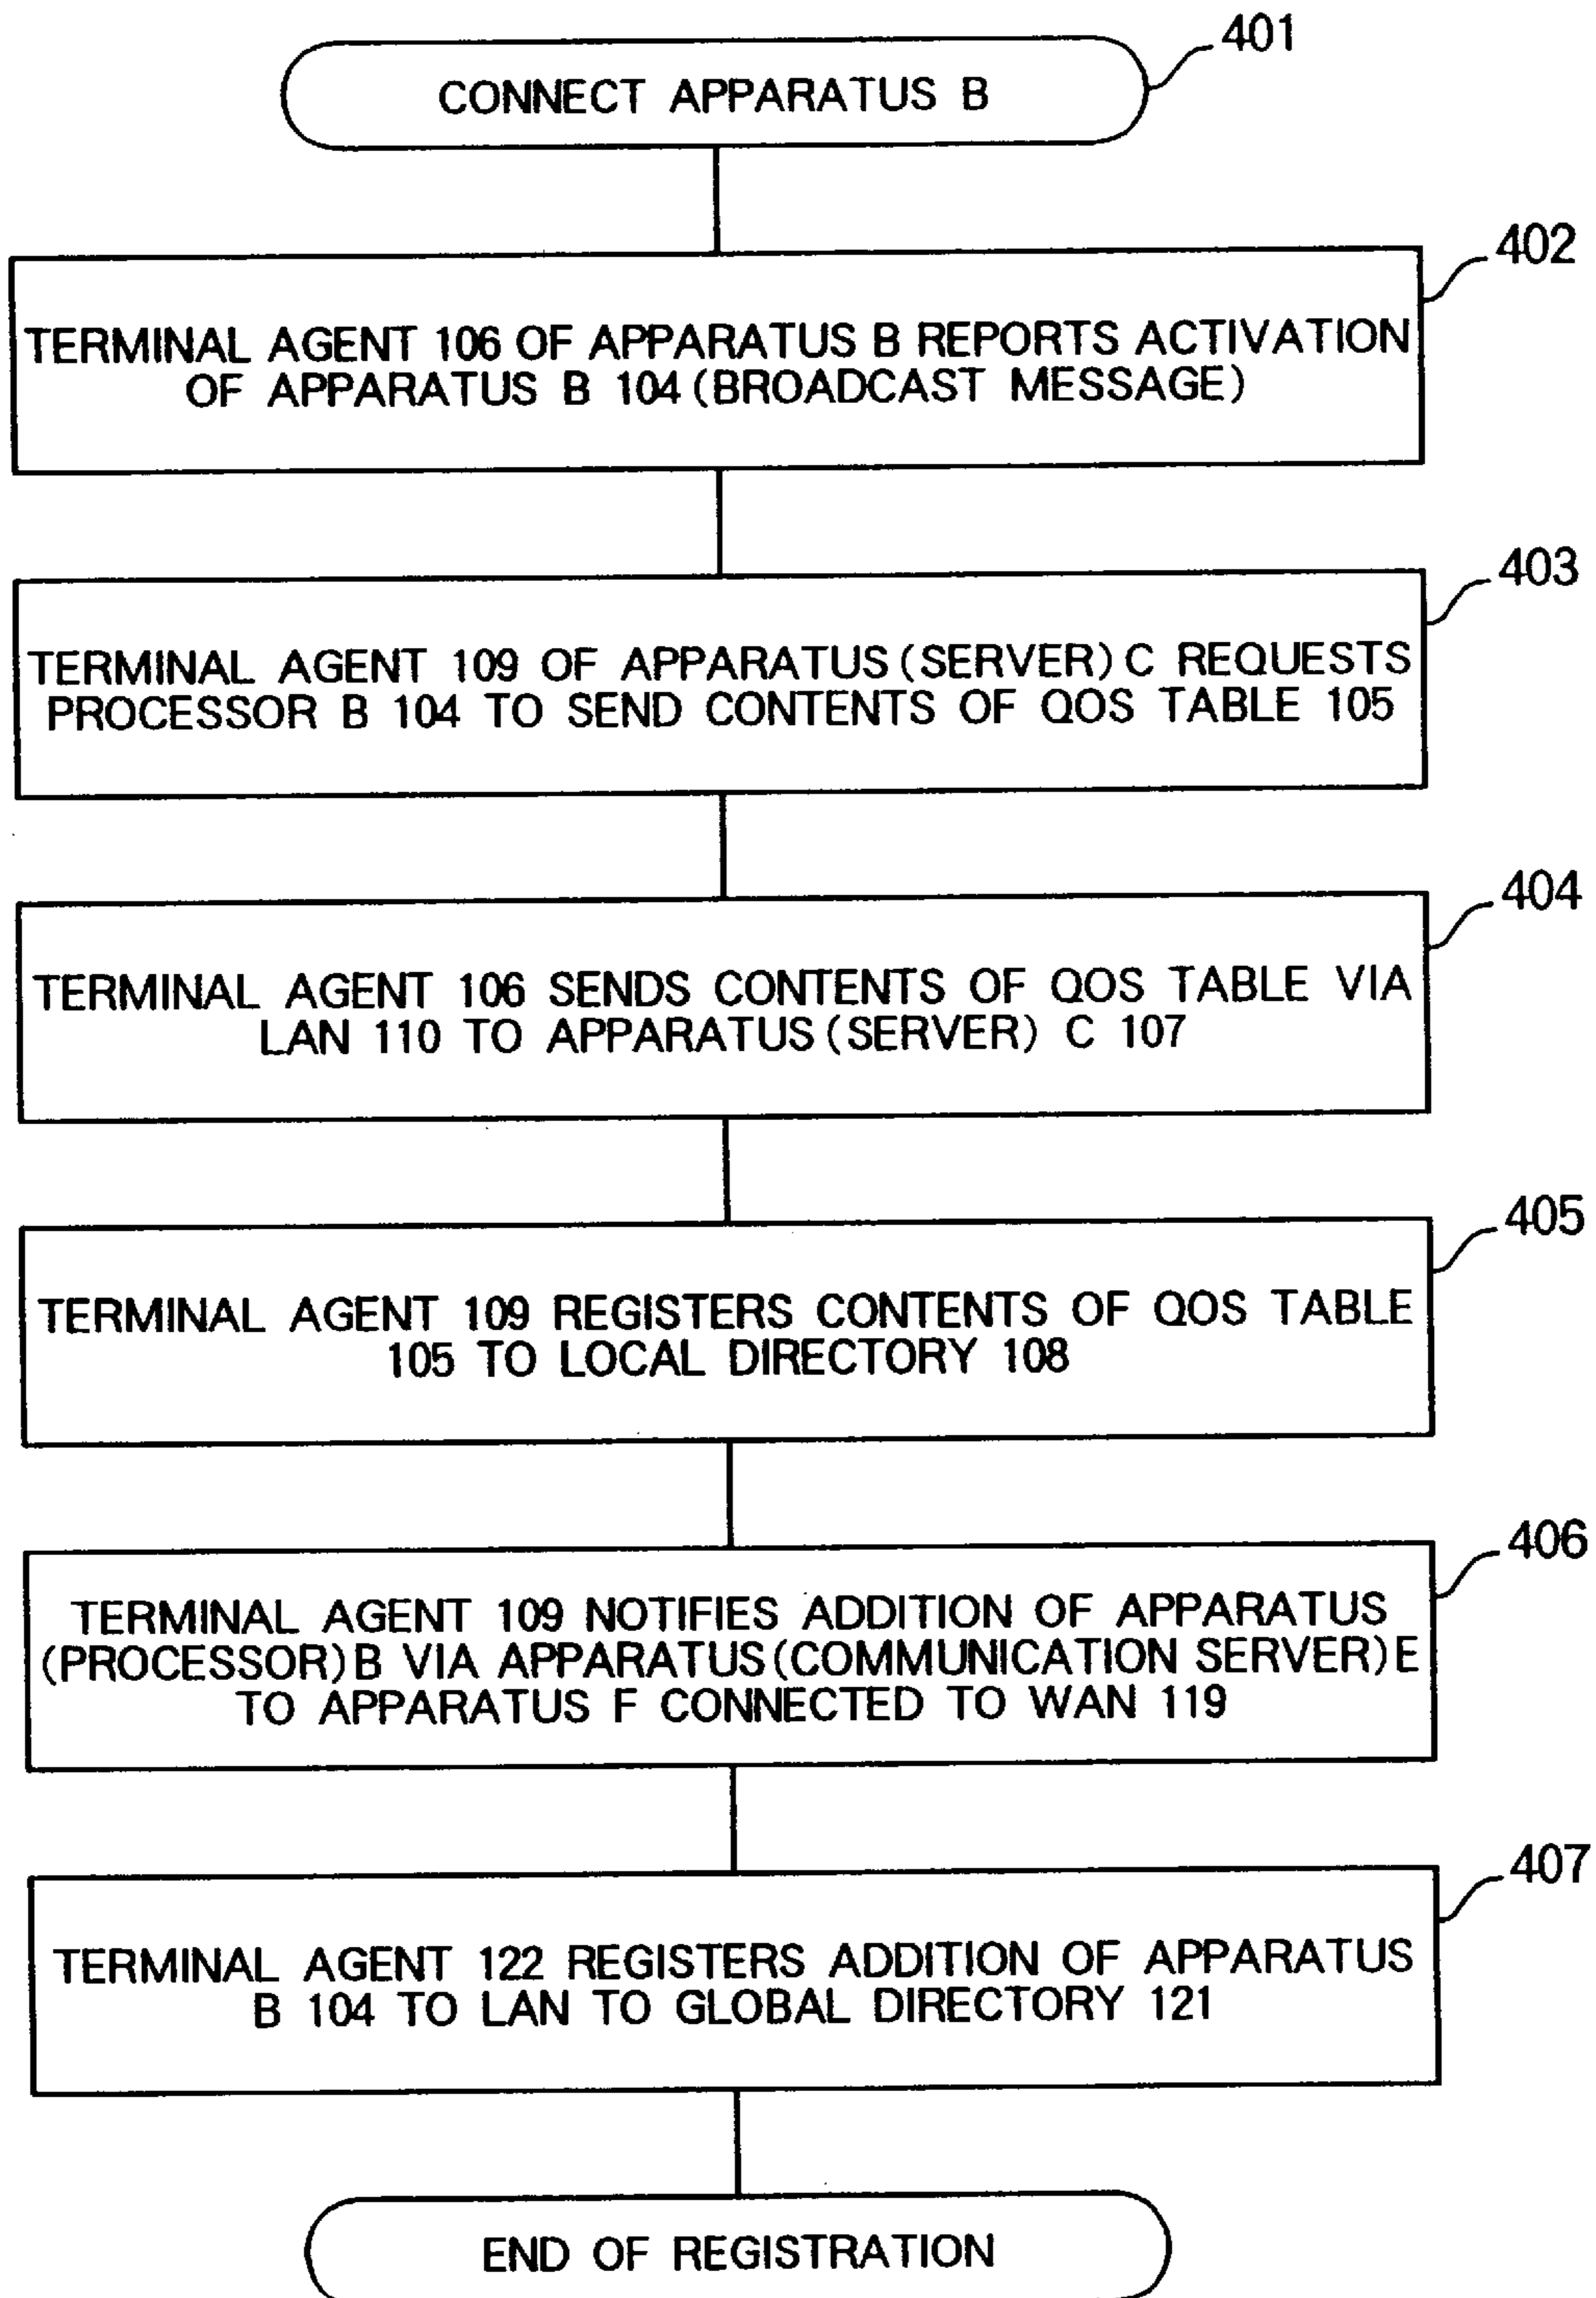 401
CONNECT APPARATUS B
402
TERMINAL AGENT 106 OF APPARATUS B REPORTS ACTIVATION
OF APPARATUS B 104 (BROADCAST MESSAGE)
403
TERMINAL AGENT 109 OF APPARATUS (SERVER) C REQUESTS
PROCESSOR B 104 TO SEND CONTENTS OF QOS TABLE 105
404
TERMINAL AGENT 106 SENDS CONTENTS OF QOS TABLE VIA
LAN 110 TO APPARATUS (SERVER) C 107
405
TERMINAL AGENT 109 REGISTERS CONTENTS OF QOS TABLE
105 TO LOCAL DIRECTORY 108
406
TERMINAL AGENT 109 NOTIFIES ADDITION OF APPARATUS
(PROCESSOR) B VIA APPARATUS (COMMUNICATION SERVER) E
TO APPARATUS F CONNECTED TO WAN 119
407
TERMINAL AGENT 122 REGISTERS ADDITION OF APPARATUS
B 104 TO LAN TO GLOBAL DIRECTORY 121
END OF REGISTRATION